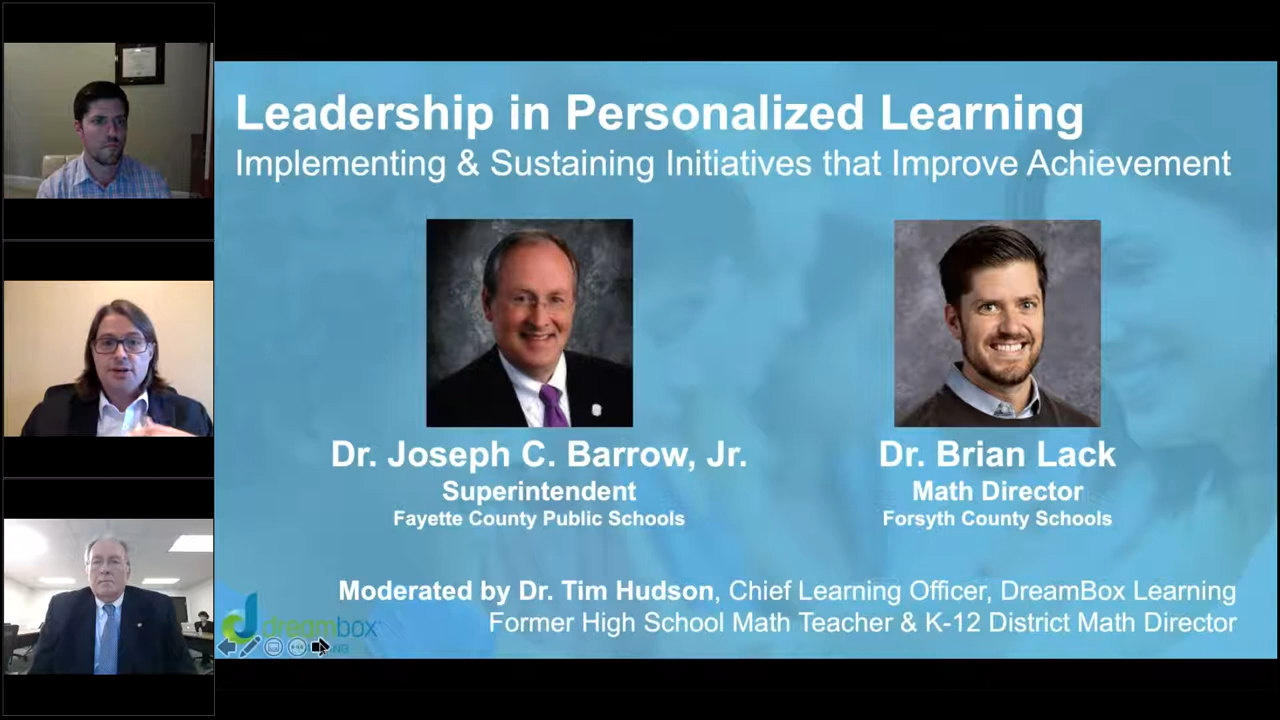 Leadership in Personalized Learning
Implementing & Sustaining Initiatives that Improve Achievement
Dr. Joseph C. Barrow, Jr.
Superintendent
Fayette County Public Schools
Dr. Brian Lack
Math Director
Forsyth County Schools
Moderated by Dr. Tim Hudson, Chief Learning Officer, DreamBox Learning
Former High School Math Teacher & K-12 District Math Director
dreambox